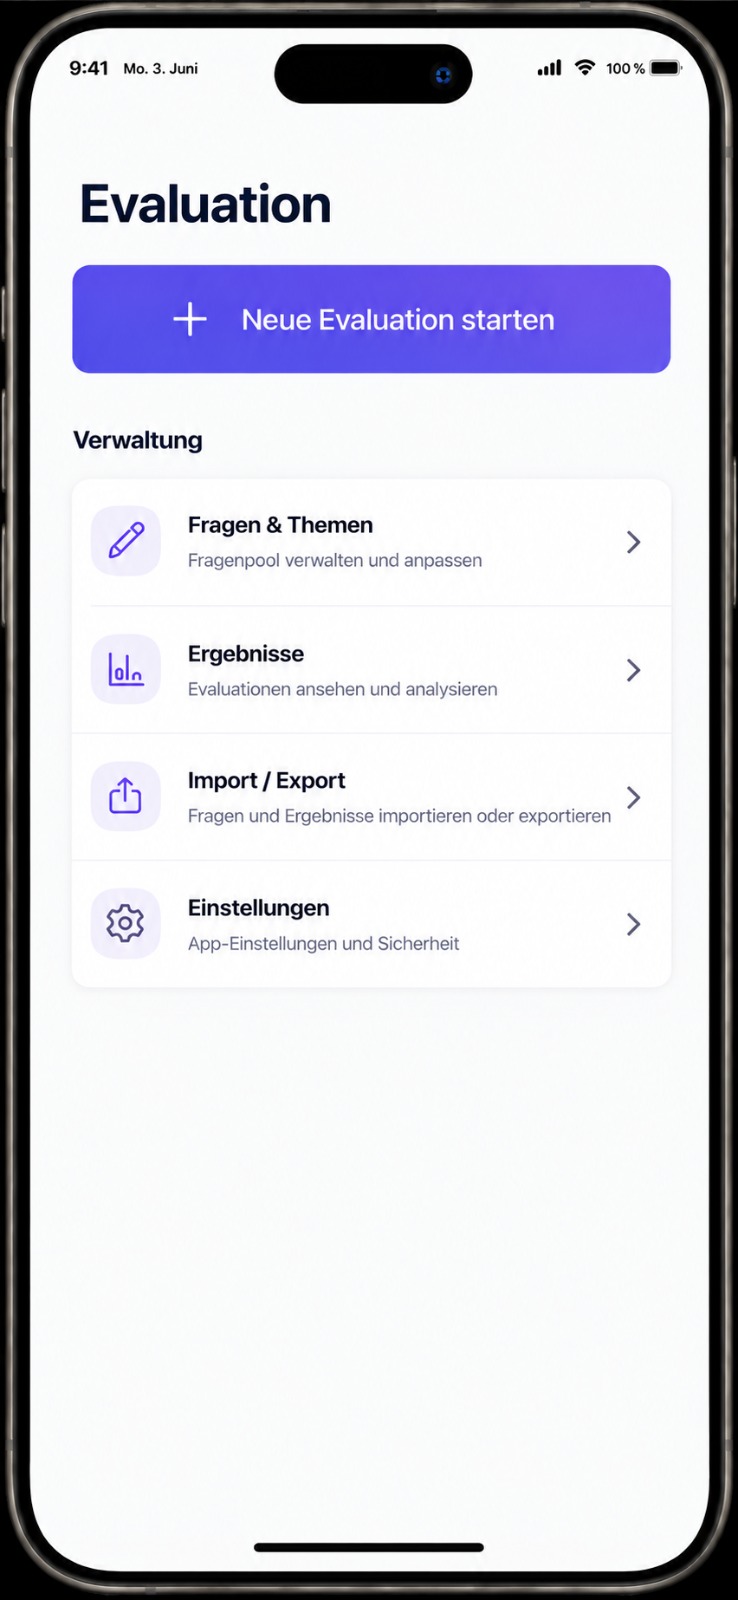 9:41 Mo. 3. Juni 100 %
Evaluation
Neue Evaluation starten
Verwaltung
Fragen & Themen
Fragenpool verwalten und anpassen
Ergebnisse
Evaluationen ansehen und analysieren
Import / Export
Fragen und Ergebnisse importieren oder exportieren
Einstellungen
App-Einstellungen und Sicherheit